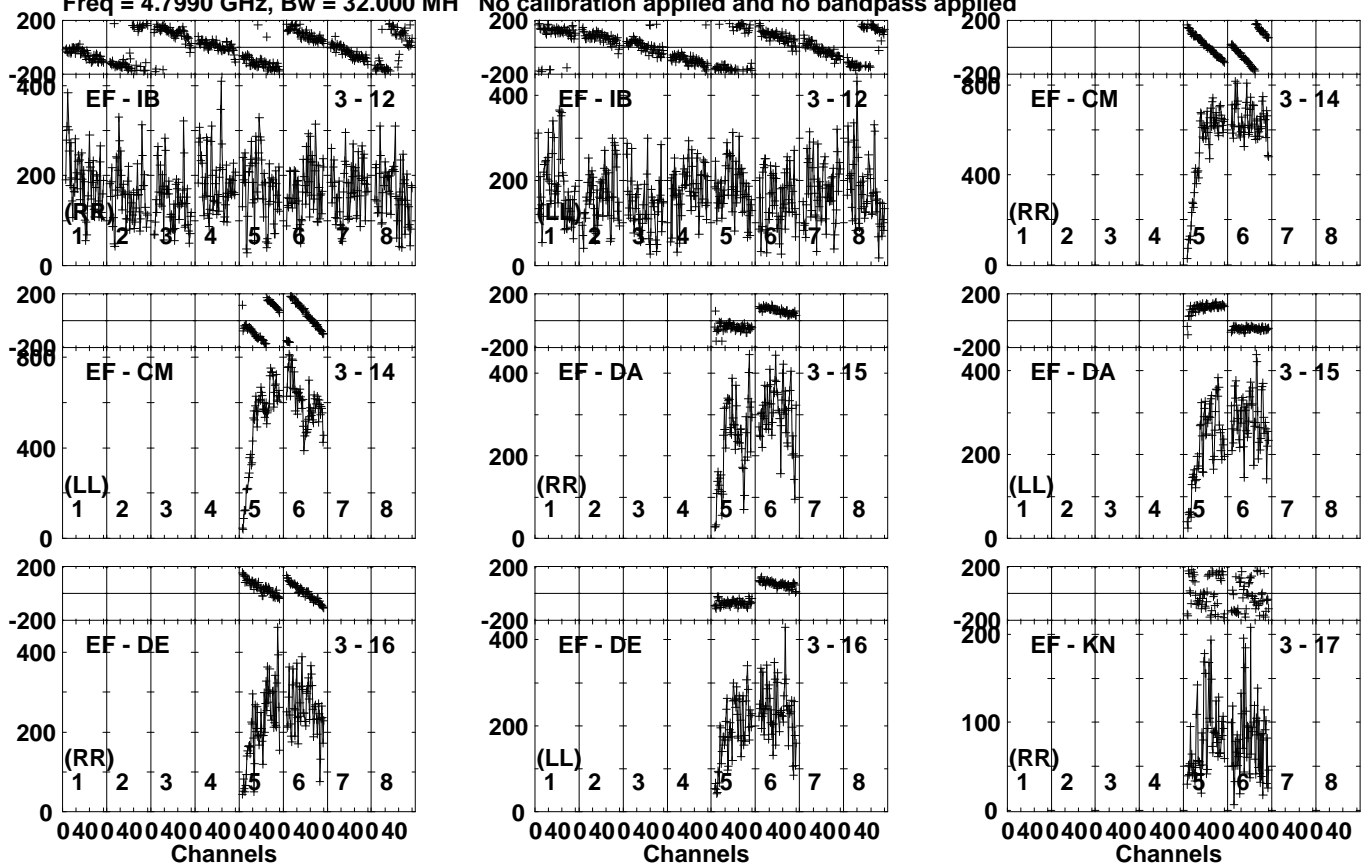 Freq = 4.7990 GHz, Bw = 32.000 MH No calibration applied and no bandpass applied
200
-200
400
200
0
EF - IB 3 - 12
(RR)
1 2 3 4 5 6 7 8
400
200
0
EF - IB 3 - 12
(LL)
1 2 3 4 5 6 7 8
200
-200
800
400
0
EF - CM 3 - 14
(RR)
1 2 3 4 5 6 7 8
200
-200
800
400
0
EF - CM 3 - 14
(LL)
1 2 3 4 5 6 7 8
200
-200
400
200
0
EF - DA 3 - 15
(RR)
1 2 3 4 5 6 7 8
200
-200
400
200
0
EF - DA 3 - 15
(LL)
1 2 3 4 5 6 7 8
200
-200
400
200
0
EF - DE 3 - 16
(RR)
1 2 3 4 5 6 7 8
0 40 0 40 0 40 0 40 0 40 0 40 0 40 0 40
Channels
200
-200
400
200
0
EF - DE 3 - 16
(LL)
1 2 3 4 5 6 7 8
0 40 0 40 0 40 0 40 0 40 0 40 0 40 0 40
Channels
200
-200
200
100
0
EF - KN 3 - 17
(RR)
1 2 3 4 5 6 7 8
0 40 0 40 0 40 0 40 0 40 0 40 0 40 0 40
Channels